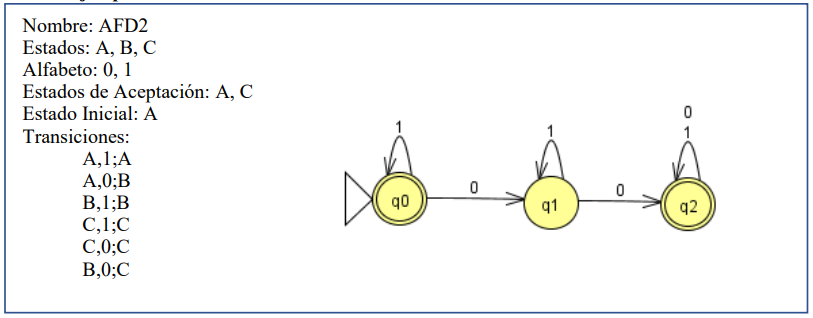 Nombre: AFD2
Estados: A, B, C
Alfabeto: 0, 1
Estados de Aceptación: A, C
Estado Inicial: A
Transiciones:
A,1;A
A,0;B
B,1;B
C,1;C
C,0;C
B,0;C
1
1
0
1
0
0
q0
q1
q2